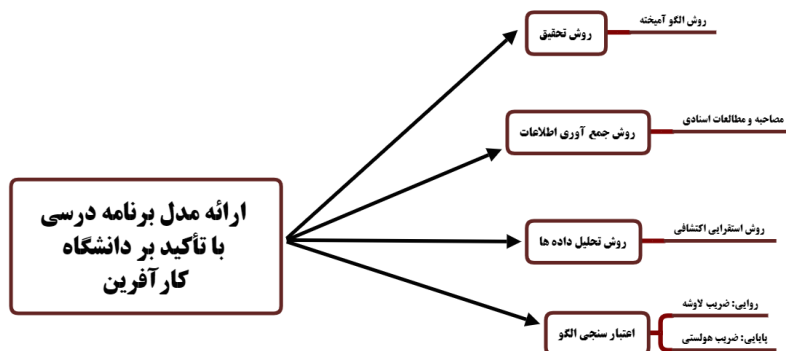 روش الگو آمیخته
روش تحقیق
مصاحبه و مطالعات اسنادی
روش جمع آوری اطلاعات
ارائه مدل برنامه درسی
با تأکید بر دانشگاه
کارآفرین
روش استقرایی اکتشافی
روش تحلیل داده ها
روایی: ضریب لاوشه
اعتبار سنجی الگو
پایایی: ضریب هولستی